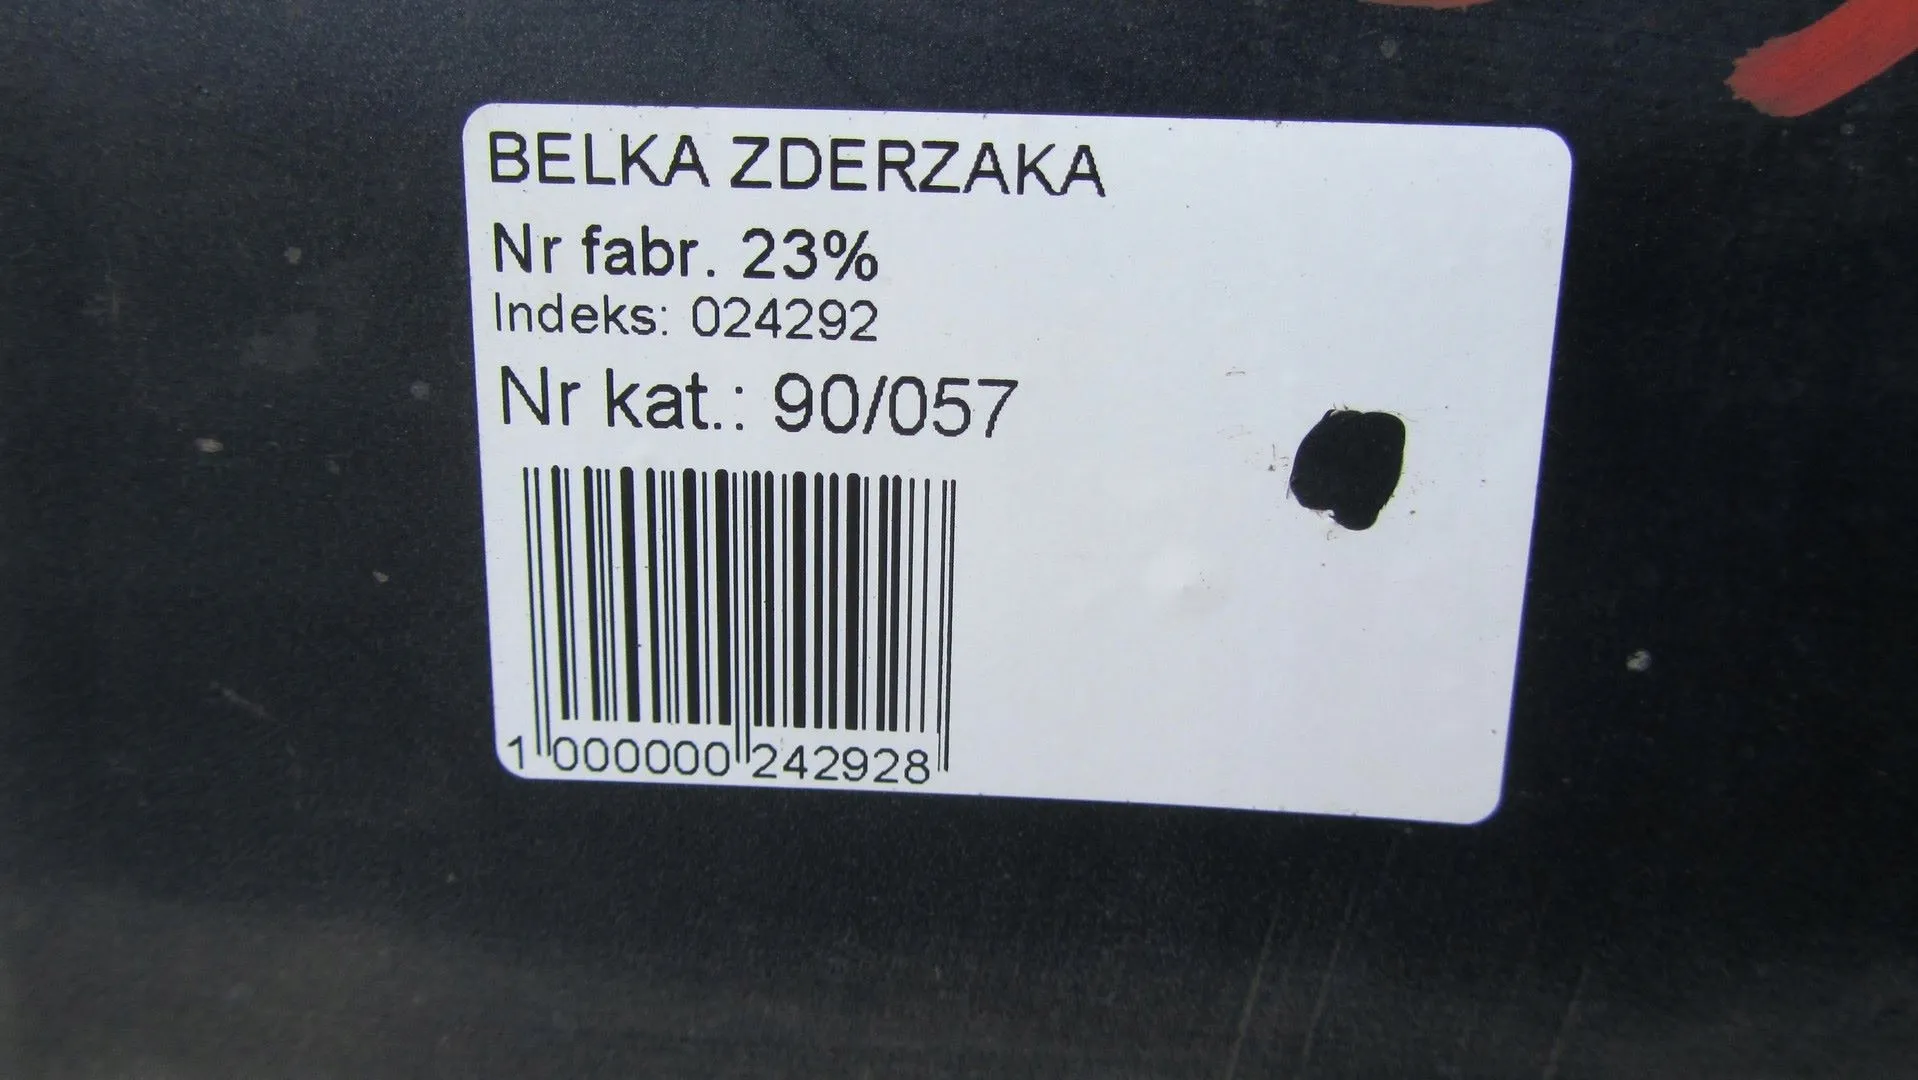 BELKA ZDERZAKA
Nr fabr. 23%
Indeks: 024292
Nr kat.: 90/057
1 000000 242928